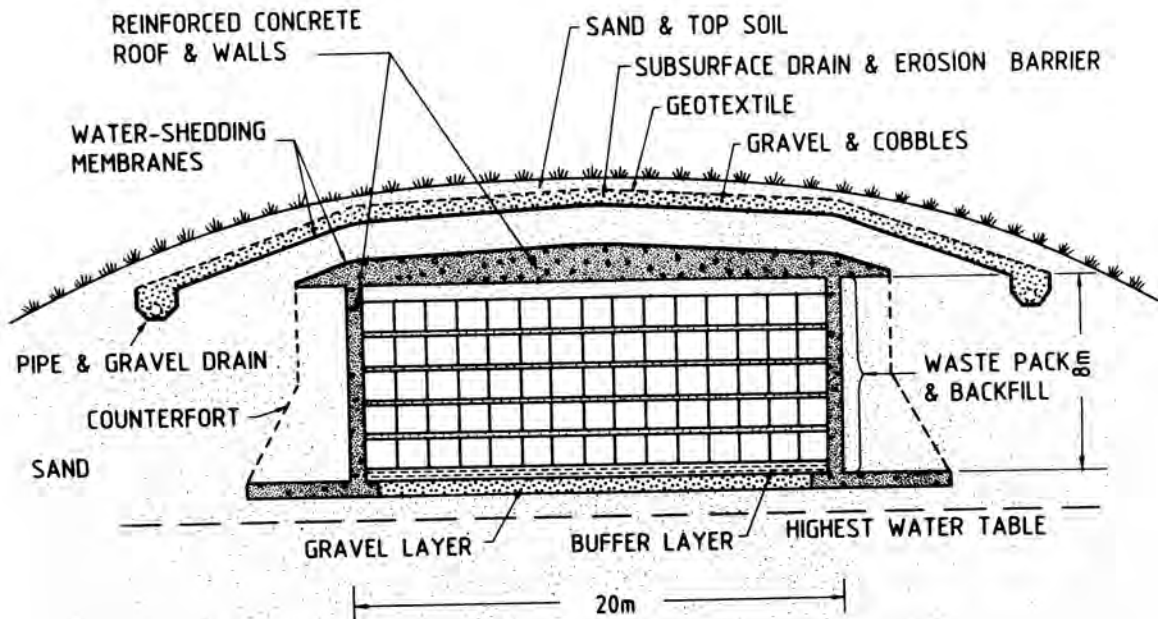 REINFORCED CONCRETE
ROOF & WALLS
SAND & TOP SOIL
SUBSURFACE DRAIN & EROSION BARRIER
GEOTEXTILE
GRAVEL & COBBLES
WATER-SHEDDING
MEMBRANES
PIPE & GRAVEL DRAIN
COUNTERFORT
SAND
WASTE PACK
& BACKFILL
8m
GRAVEL LAYER
BUFFER LAYER
HIGHEST WATER TABLE
20m